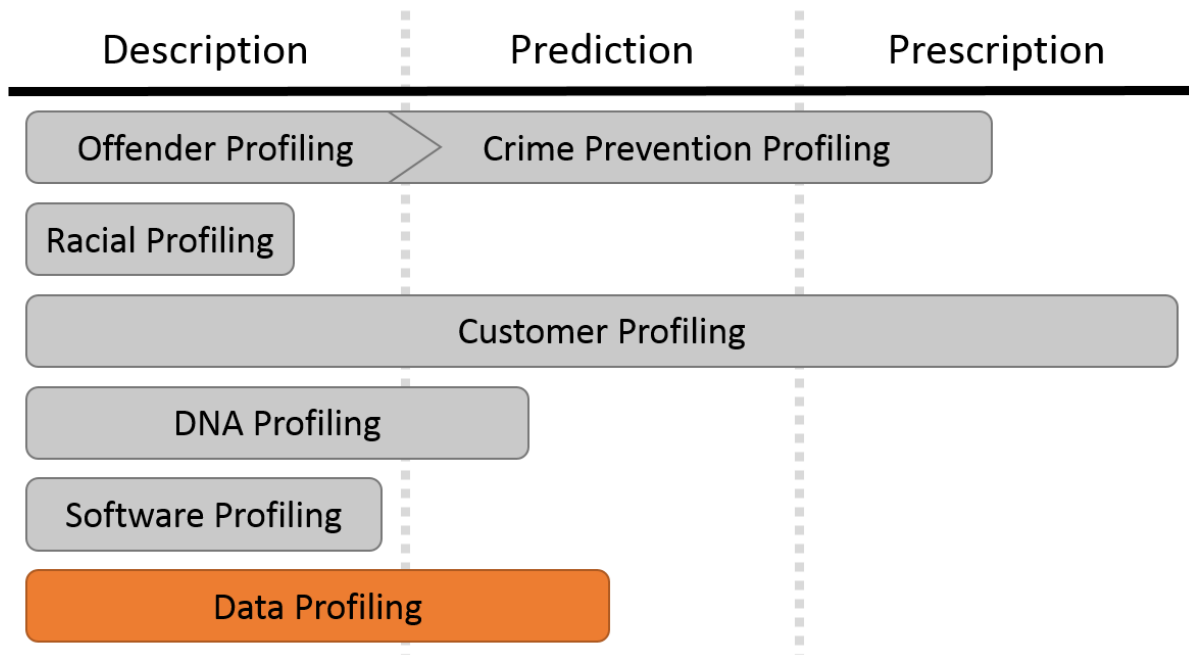 Description Prediction Prescription
Offender Profiling Crime Prevention Profiling
Racial Profiling
Customer Profiling
DNA Profiling
Software Profiling
Data Profiling